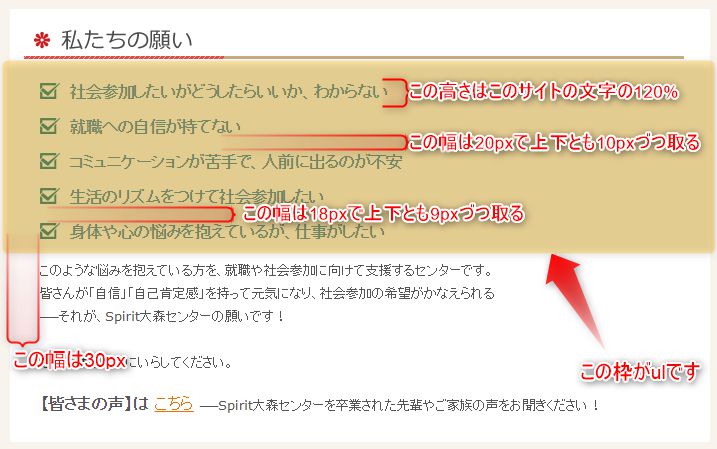 私たちの願い
社会参加したいがどうしたらいいか、わからない
この高さはこのサイトの文字の120%
就職への自信が持てない
この幅は20pxで上下とも10pxづつ取る
コミュニケーションが苦手で、人前に出るのが不安
生活のリズムをつけて社会参加したい
この幅は18pxで上下とも9pxづつ取る
身体や心の悩みを抱えているが、仕事がしたい
このような悩みを抱えている方を、就職や社会参加に向けて支援するセンターです。
皆さんが「自信」「自己肯定感」を持って元気になり、社会参加の希望がかなえられる
──それが、Spirit大森センターの願いです！
この幅は30px
にいらしてください。
この枠がulです
【皆さまの声】は こちら ──Spirit大森センターを卒業された先輩やご家族の声をお聞きください！